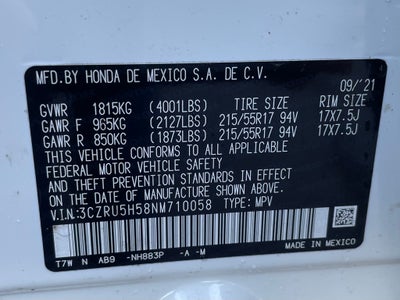 MFD.BY HONDA DE MEXICO S.A. DE C.V.
09/'21
GVWR 1815KG (4001LBS) TIRE SIZE RIM SIZE
GAWR F 965KG (2127LBS) 215/55R17 94V 17X7.5J
GAWR R 850KG (1873LBS) 215/55R17 94V 17X7.5J
THIS VEHICLE CONFORMS TO ALL APPLICABLE
FEDERAL MOTOR VEHICLE SAFETY AND
THEFT PREVENTION STANDARDS IN EFFECT
ON THE DATE OF MANUFACTURE SHOWN ABOVE.
V.I.N:3CZRU5H58NM710058 TYPE: MPV
T7W N AB9 -NH883P -A -M MADE IN MEXICO